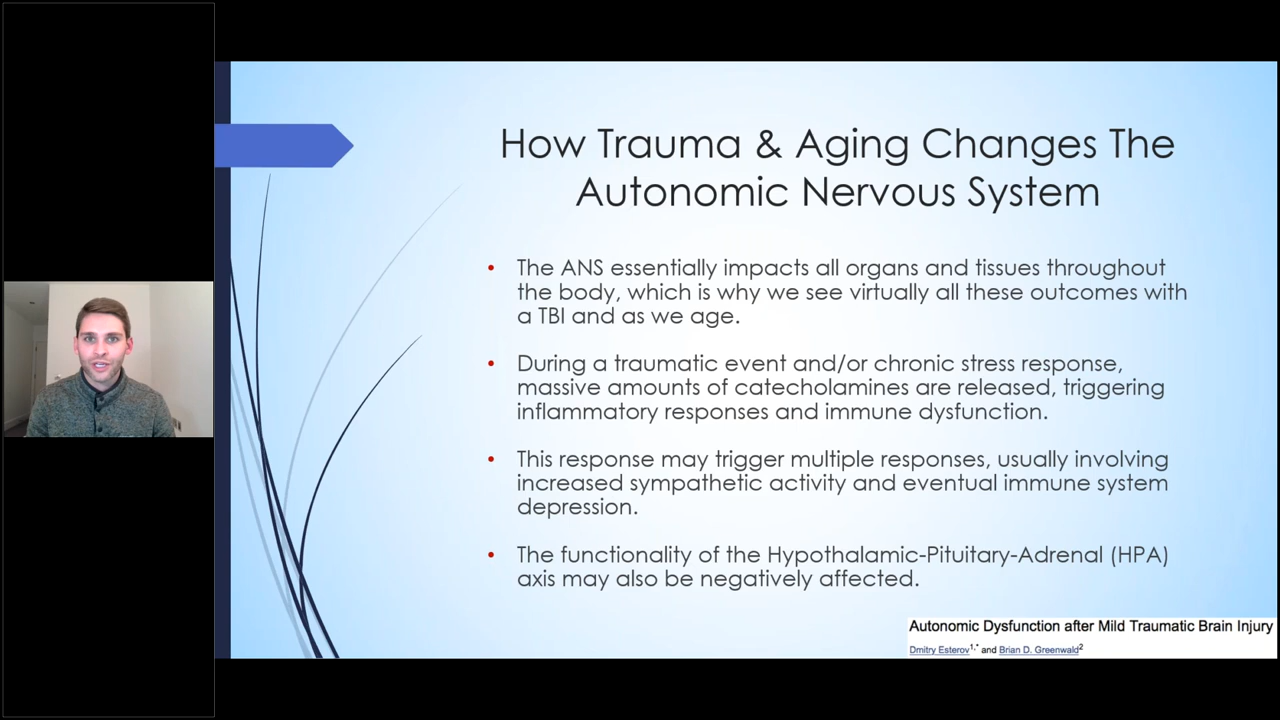 How Trauma & Aging Changes The
Autonomic Nervous System
• The ANS essentially impacts all organs and tissues throughout
the body, which is why we see virtually all these outcomes with
a TBI and as we age.
• During a traumatic event and/or chronic stress response,
massive amounts of catecholamines are released, triggering
inflammatory responses and immune dysfunction.
• This response may trigger multiple responses, usually involving
increased sympathetic activity and eventual immune system
depression.
• The functionality of the Hypothalamic-Pituitary-Adrenal (HPA)
axis may also be negatively affected.
Autonomic Dysfunction after Mild Traumatic Brain Injury
Dmitry Esterov1,* and Brian D. Greenwald2